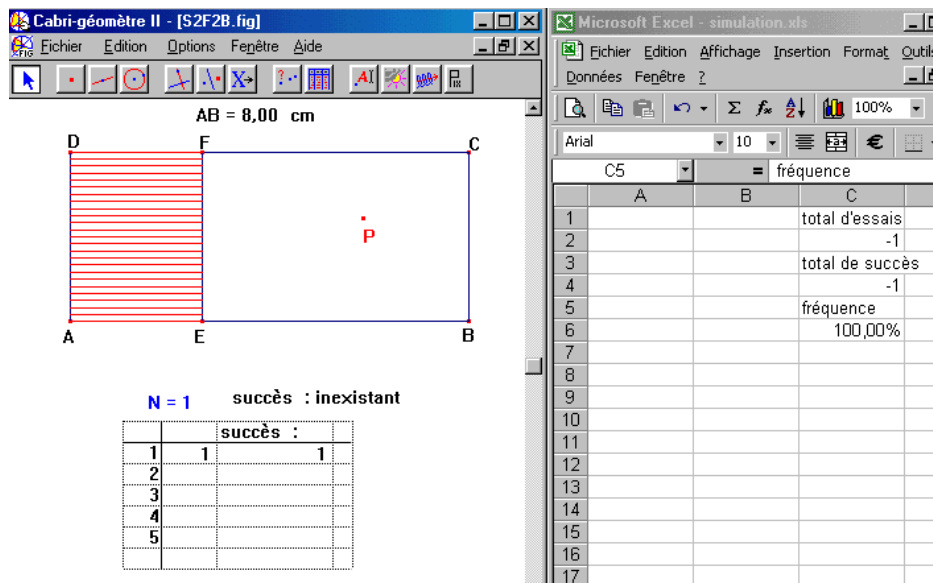 Cabri-géomètre II - [S2F2B.fig]
Fichier Edition Options Fenêtre Aide
AB = 8,00 cm
D F C
P
A E B
N = 1 succès : inexistant
succès :
1 1 1
2
3
4
5
Microsoft Excel - simulation.xls
Fichier Edition Affichage Insertion Format Outils
Données Fenêtre ?
100%
Arial 10 €
C5 = fréquence
A B C
1 total d'essais
2 -1
3 total de succès
4 -1
5 fréquence
6 100,00%
7
8
9
10
11
12
13
14
15
16
17